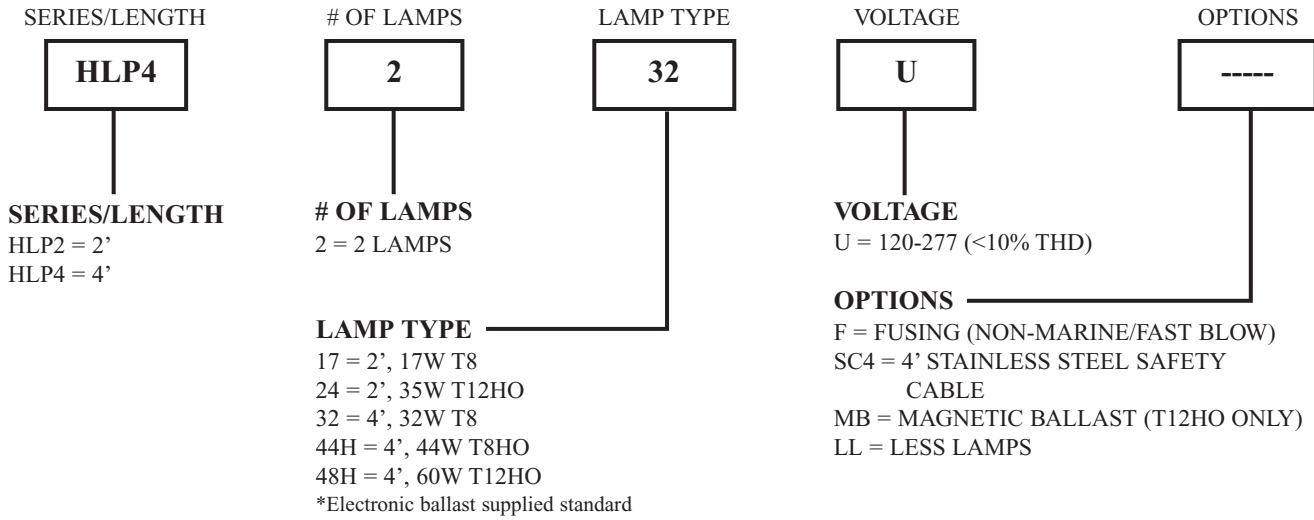 SERIES/LENGTH # OF LAMPS LAMP TYPE VOLTAGE OPTIONS
HLP4 2 32 U -----
SERIES/LENGTH
HLP2 = 2’
HLP4 = 4’
# OF LAMPS
2 = 2 LAMPS
LAMP TYPE
17 = 2’, 17W T8
24 = 2’, 35W T12HO
32 = 4’, 32W T8
44H = 4’, 44W T8HO
48H = 4’, 60W T12HO
*Electronic ballast supplied standard
VOLTAGE
U = 120-277 (<10% THD)
OPTIONS
F = FUSING (NON-MARINE/FAST BLOW)
SC4 = 4’ STAINLESS STEEL SAFETY
CABLE
MB = MAGNETIC BALLAST (T12HO ONLY)
LL = LESS LAMPS